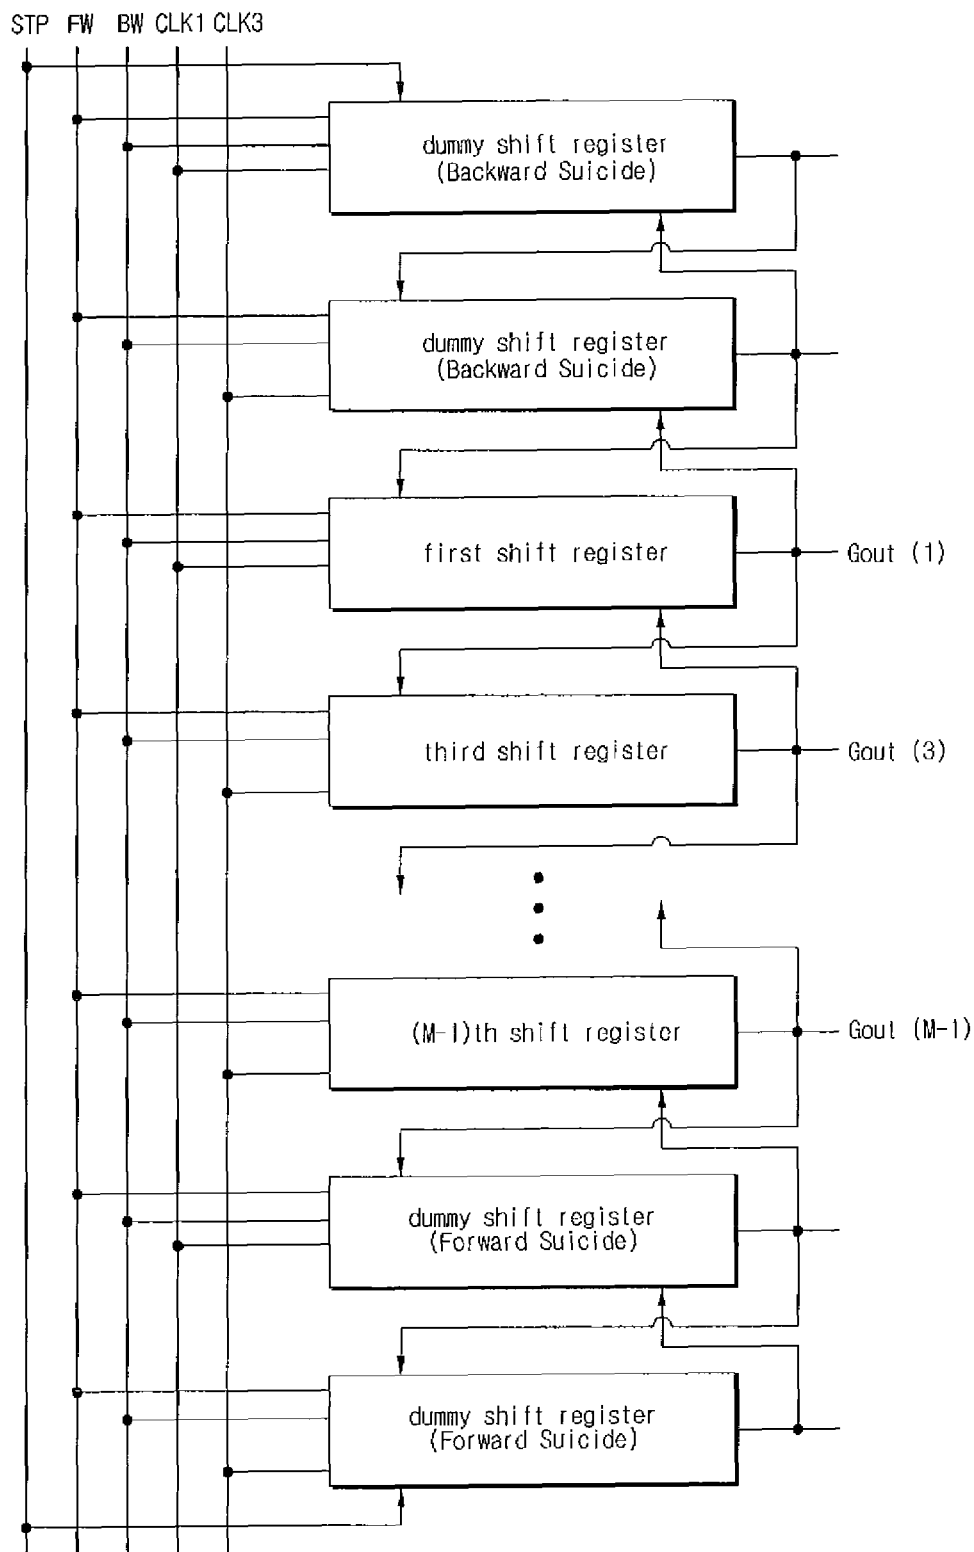 STP FW BW CLK1 CLK3
dummy shift register
(Backward Suicide)
dummy shift register
(Backward Suicide)
first shift register
Gout (1)
third shift register
Gout (3)
(M-1)th shift register
Gout (M-1)
dummy shift register
(Forward Suicide)
dummy shift register
(Forward Suicide)